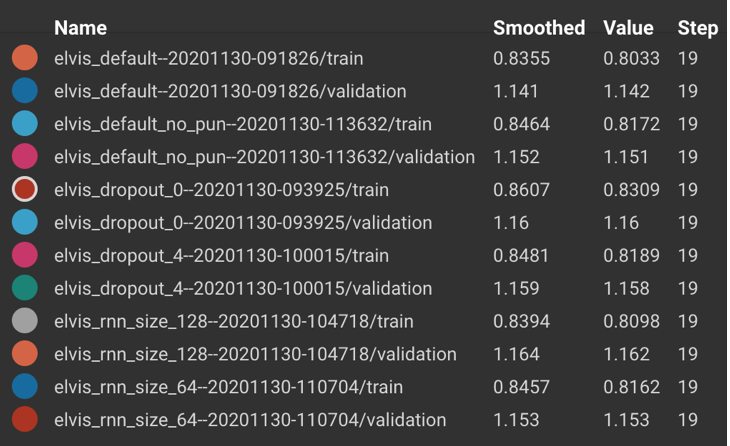 Name Smoothed Value Step
elvis_default--20201130-091826/train 0.8355 0.8033 19
elvis_default--20201130-091826/validation 1.141 1.142 19
elvis_default_no_pun--20201130-113632/train 0.8464 0.8172 19
elvis_default_no_pun--20201130-113632/validation 1.152 1.151 19
elvis_dropout_0--20201130-093925/train 0.8607 0.8309 19
elvis_dropout_0--20201130-093925/validation 1.16 1.16 19
elvis_dropout_4--20201130-100015/train 0.8481 0.8189 19
elvis_dropout_4--20201130-100015/validation 1.159 1.158 19
elvis_rnn_size_128--20201130-104718/train 0.8394 0.8098 19
elvis_rnn_size_128--20201130-104718/validation 1.164 1.162 19
elvis_rnn_size_64--20201130-110704/train 0.8457 0.8162 19
elvis_rnn_size_64--20201130-110704/validation 1.153 1.153 19